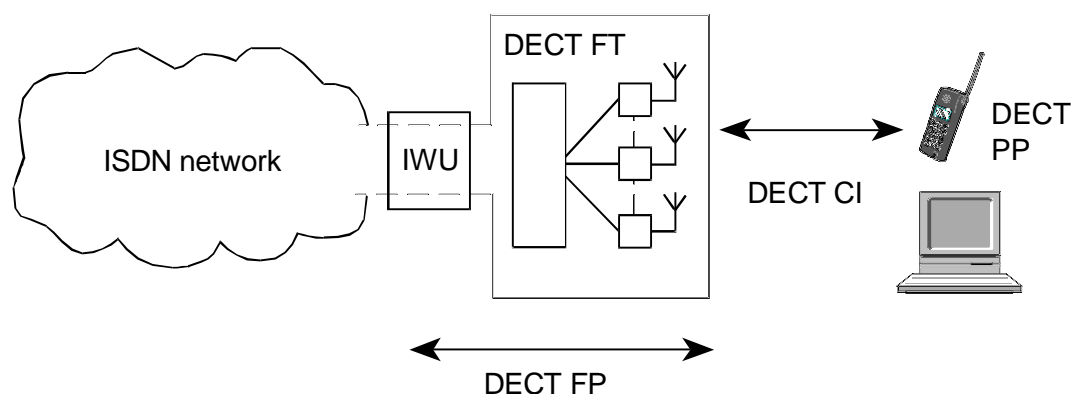 DECT FT
ISDN network
IWU
DECT
PP
DECT CI
DECT FP